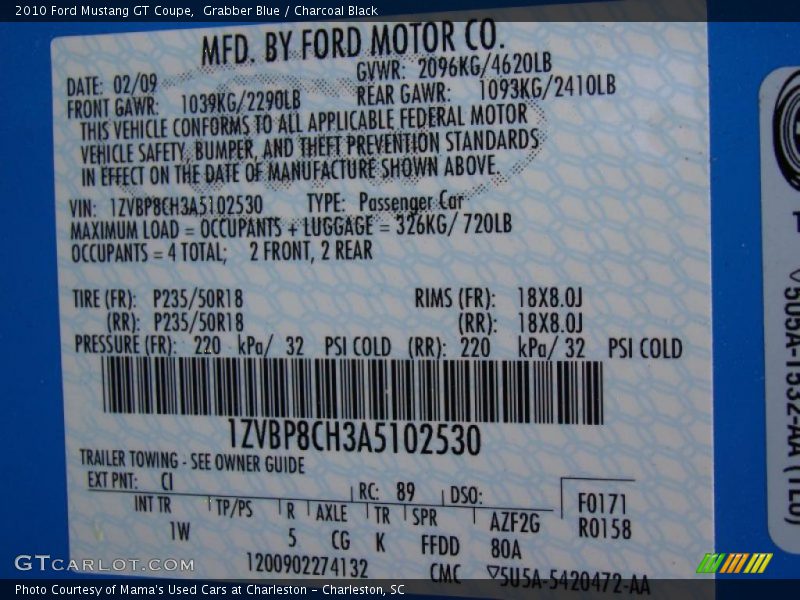 2010 Ford Mustang GT Coupe,  Grabber Blue / Charcoal Black
MFD. BY FORD MOTOR CO.
DATE: 02/09 GVWR: 2096KG/4620LB
FRONT GAWR: 1039KG/2290LB REAR GAWR: 1093KG/2410LB
THIS VEHICLE CONFORMS TO ALL APPLICABLE FEDERAL MOTOR
VEHICLE SAFETY, BUMPER, AND THEFT PREVENTION STANDARDS
IN EFFECT ON THE DATE OF MANUFACTURE SHOWN ABOVE.
VIN: 1ZVBP8CH3A5102530 TYPE: Passenger Car
MAXIMUM LOAD = OCCUPANTS + LUGGAGE = 326KG/ 720LB
OCCUPANTS = 4 TOTAL; 2 FRONT, 2 REAR
TIRE (FR): P235/50R18 RIMS (FR): 18X8.0J
(RR): P235/50R18 (RR): 18X8.0J
PRESSURE (FR): 220 kPa/ 32 PSI COLD (RR): 220 kPa/ 32 PSI COLD
1ZVBP8CH3A5102530
TRAILER TOWING - SEE OWNER GUIDE
EXT PNT: CI RC: 89 DSO:
INT TR TP/PS R AXLE TR SPR AZF2G F0171
R0158
1W 5 CG K FFDD 80A
1200902274132 CMC ▽5U5A-5420472-AA
GTCARLOT.COM
Photo Courtesy of Mama's Used Cars at Charleston - Charleston, SC